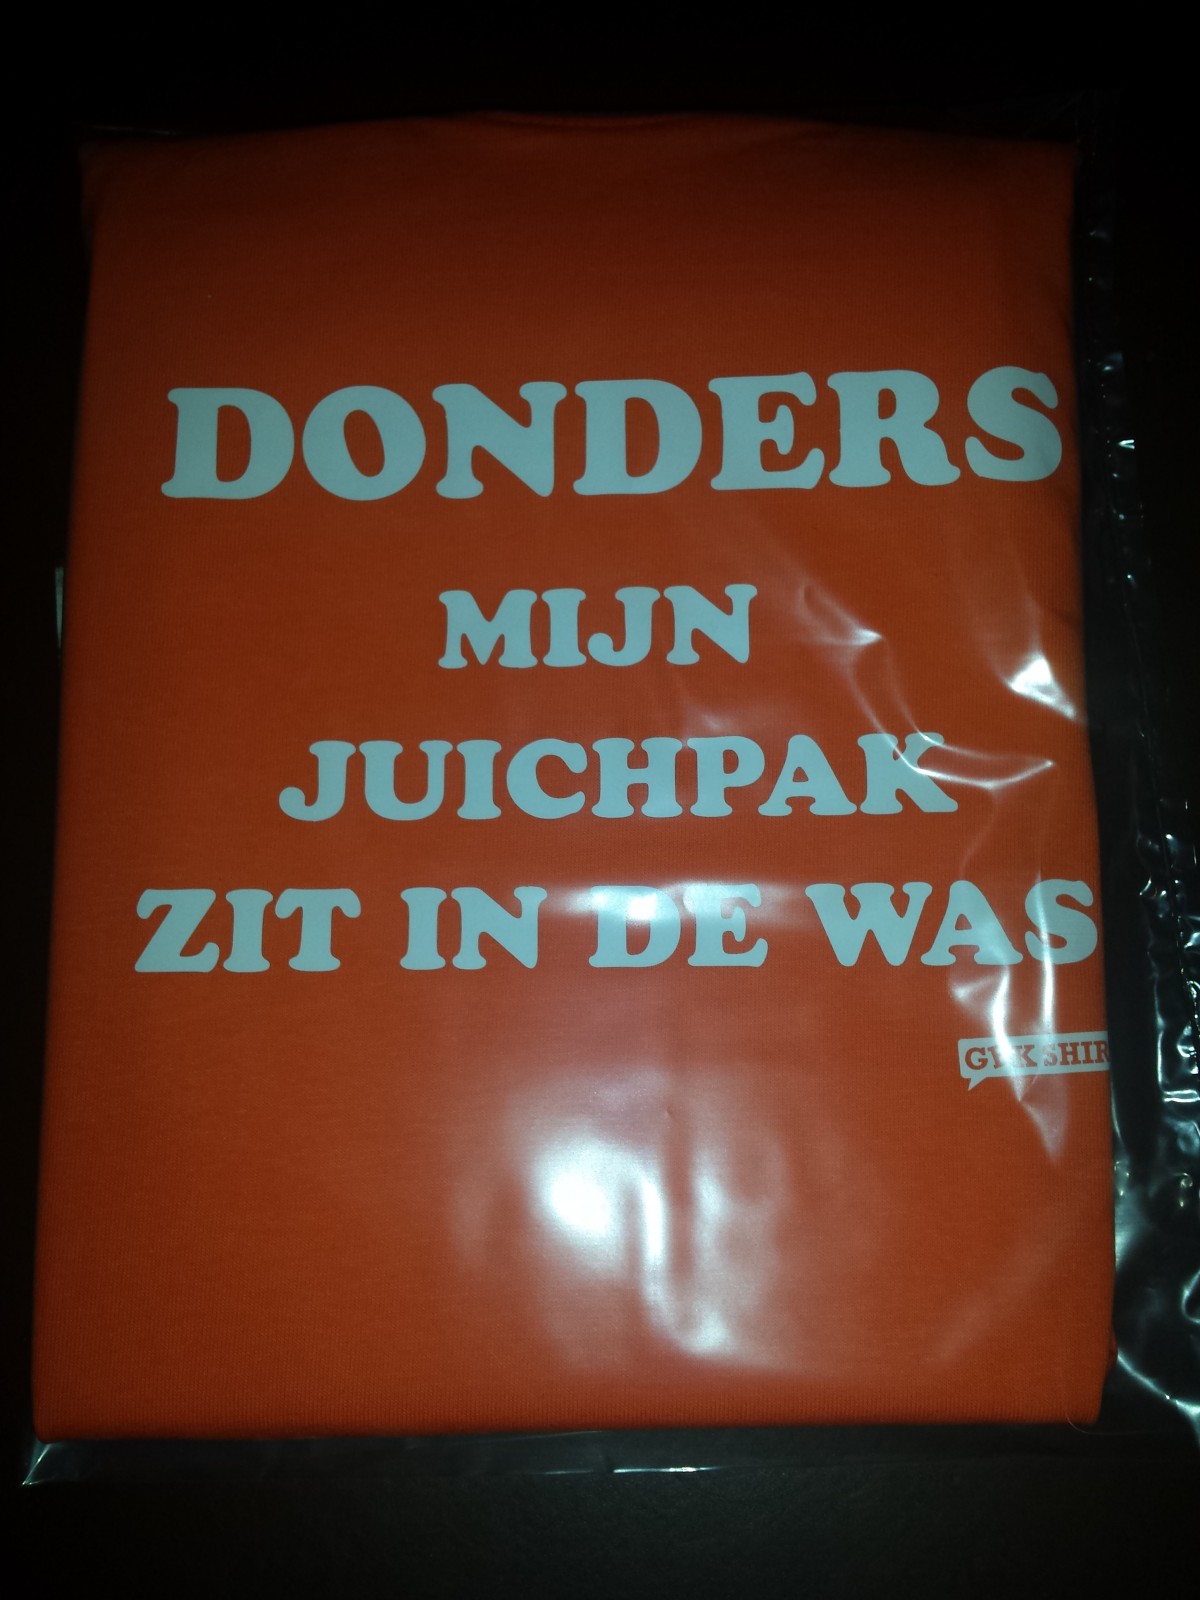 DONDERS
MIJN
JUICHPAK
ZIT IN DE WAS